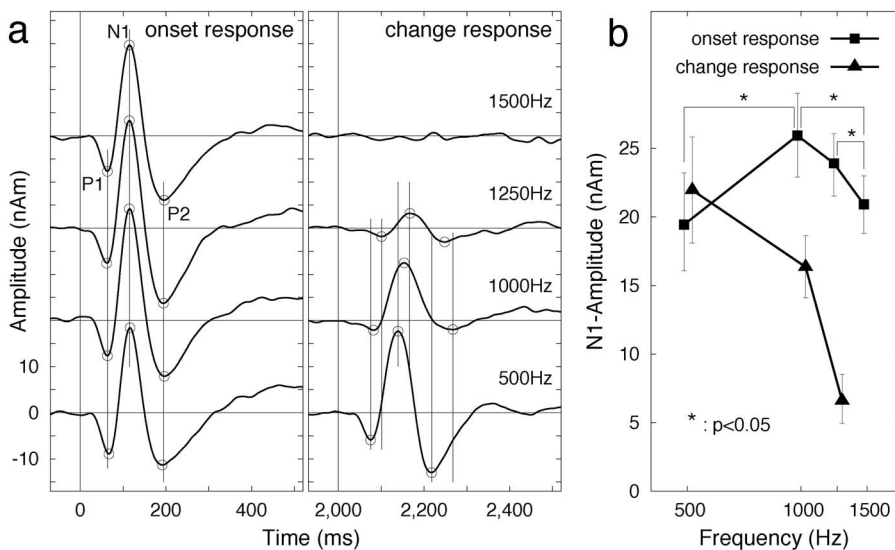 a
N1
onset response
change response
P1
P2
1500Hz
1250Hz
1000Hz
500Hz
Amplitude (nAm)
10
0
-10
0
200
400
2,000
2,200
2,400
Time (ms)
b
onset response
change response
*
*
*
N1-Amplitude (nAm)
25
20
15
10
5
0
* : p<0.05
500
1000
1500
Frequency (Hz)